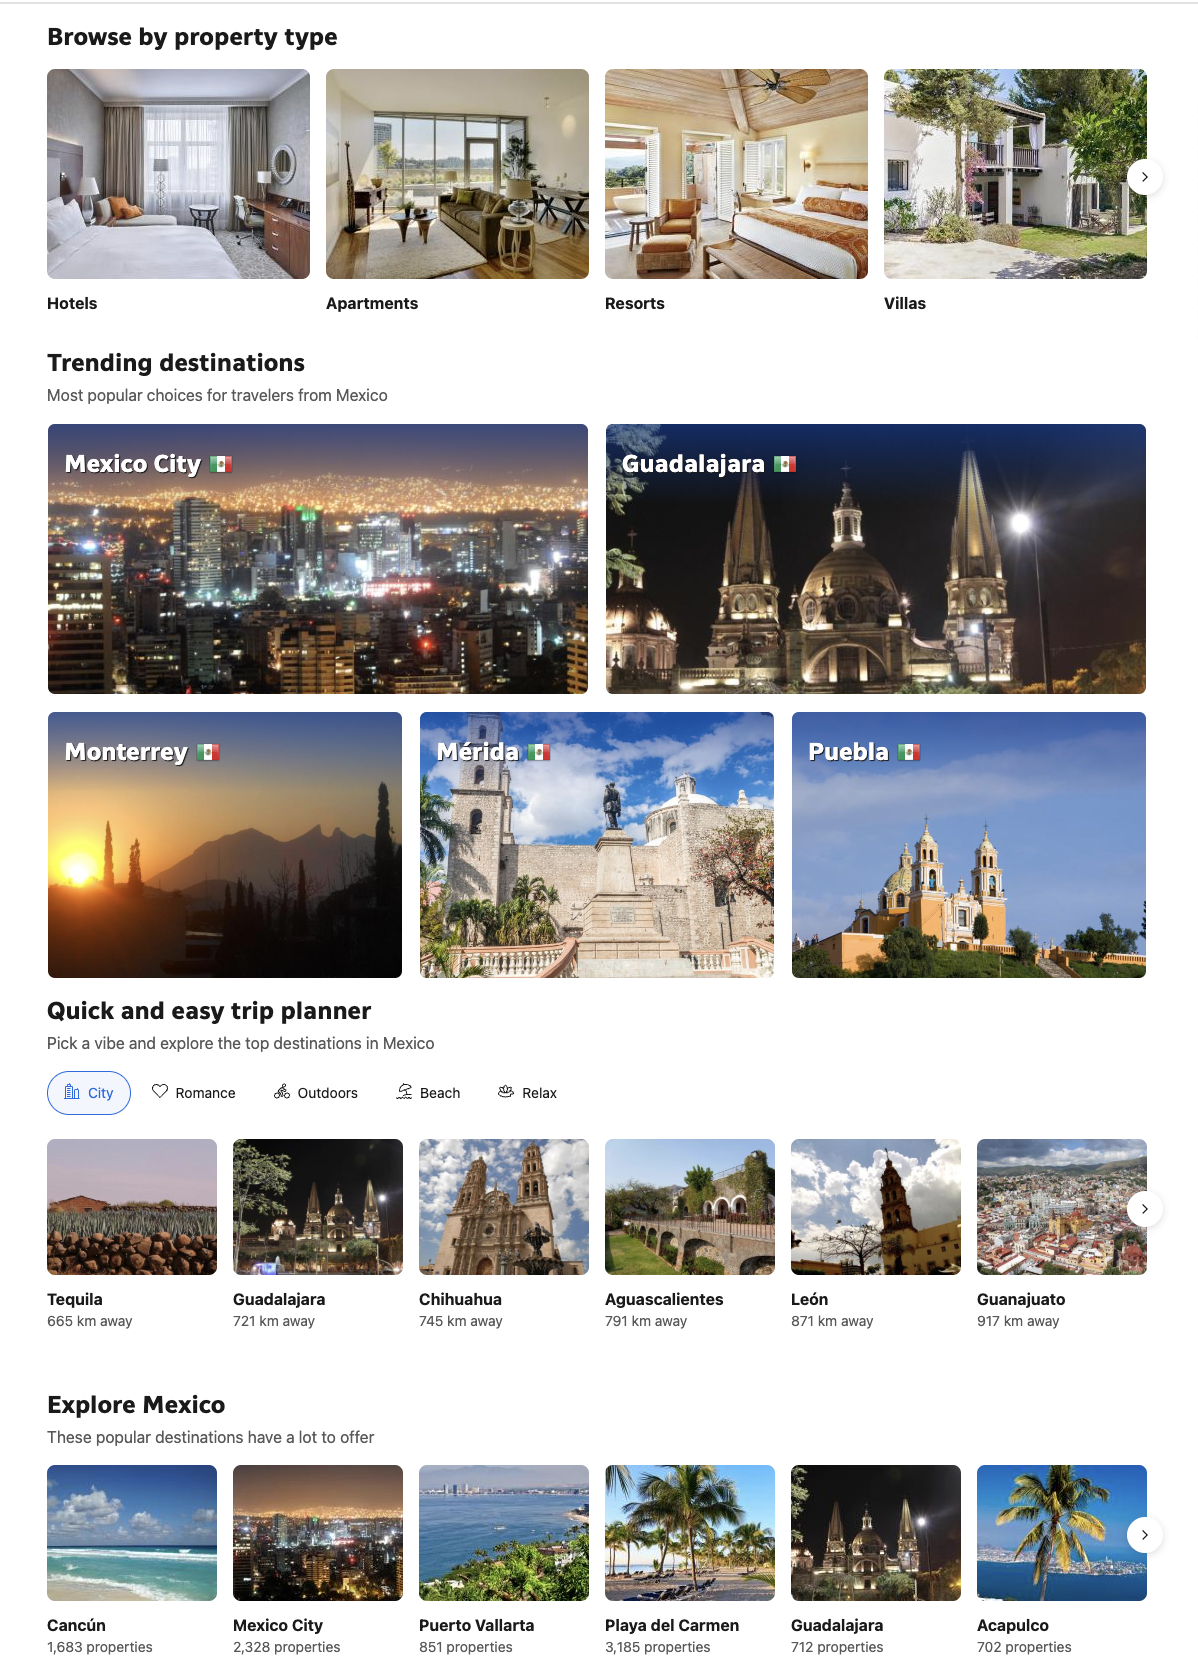 Browse by property type
Hotels
Apartments
Resorts
Villas
Trending destinations
Most popular choices for travelers from Mexico
Mexico City
Guadalajara
Monterrey
Mérida
Puebla
Quick and easy trip planner
Pick a vibe and explore the top destinations in Mexico
City
Romance
Outdoors
Beach
Relax
Tequila
665 km away
Guadalajara
721 km away
Chihuahua
745 km away
Aguascalientes
791 km away
León
871 km away
Guanajuato
917 km away
Explore Mexico
These popular destinations have a lot to offer
Cancún
1,683 properties
Mexico City
2,328 properties
Puerto Vallarta
851 properties
Playa del Carmen
3,185 properties
Guadalajara
712 properties
Acapulco
702 properties